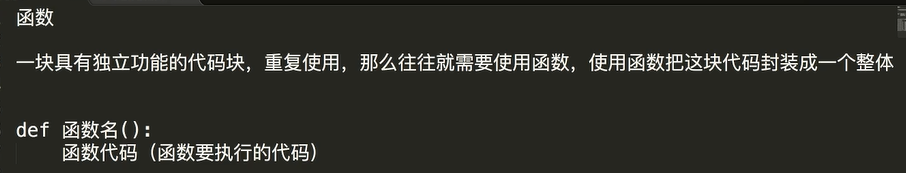 函数
一块具有独立功能的代码块，重复使用，那么往往就需要使用函数，使用函数把这块代码封装成一个整体
def 函数名():
函数代码（函数要执行的代码）